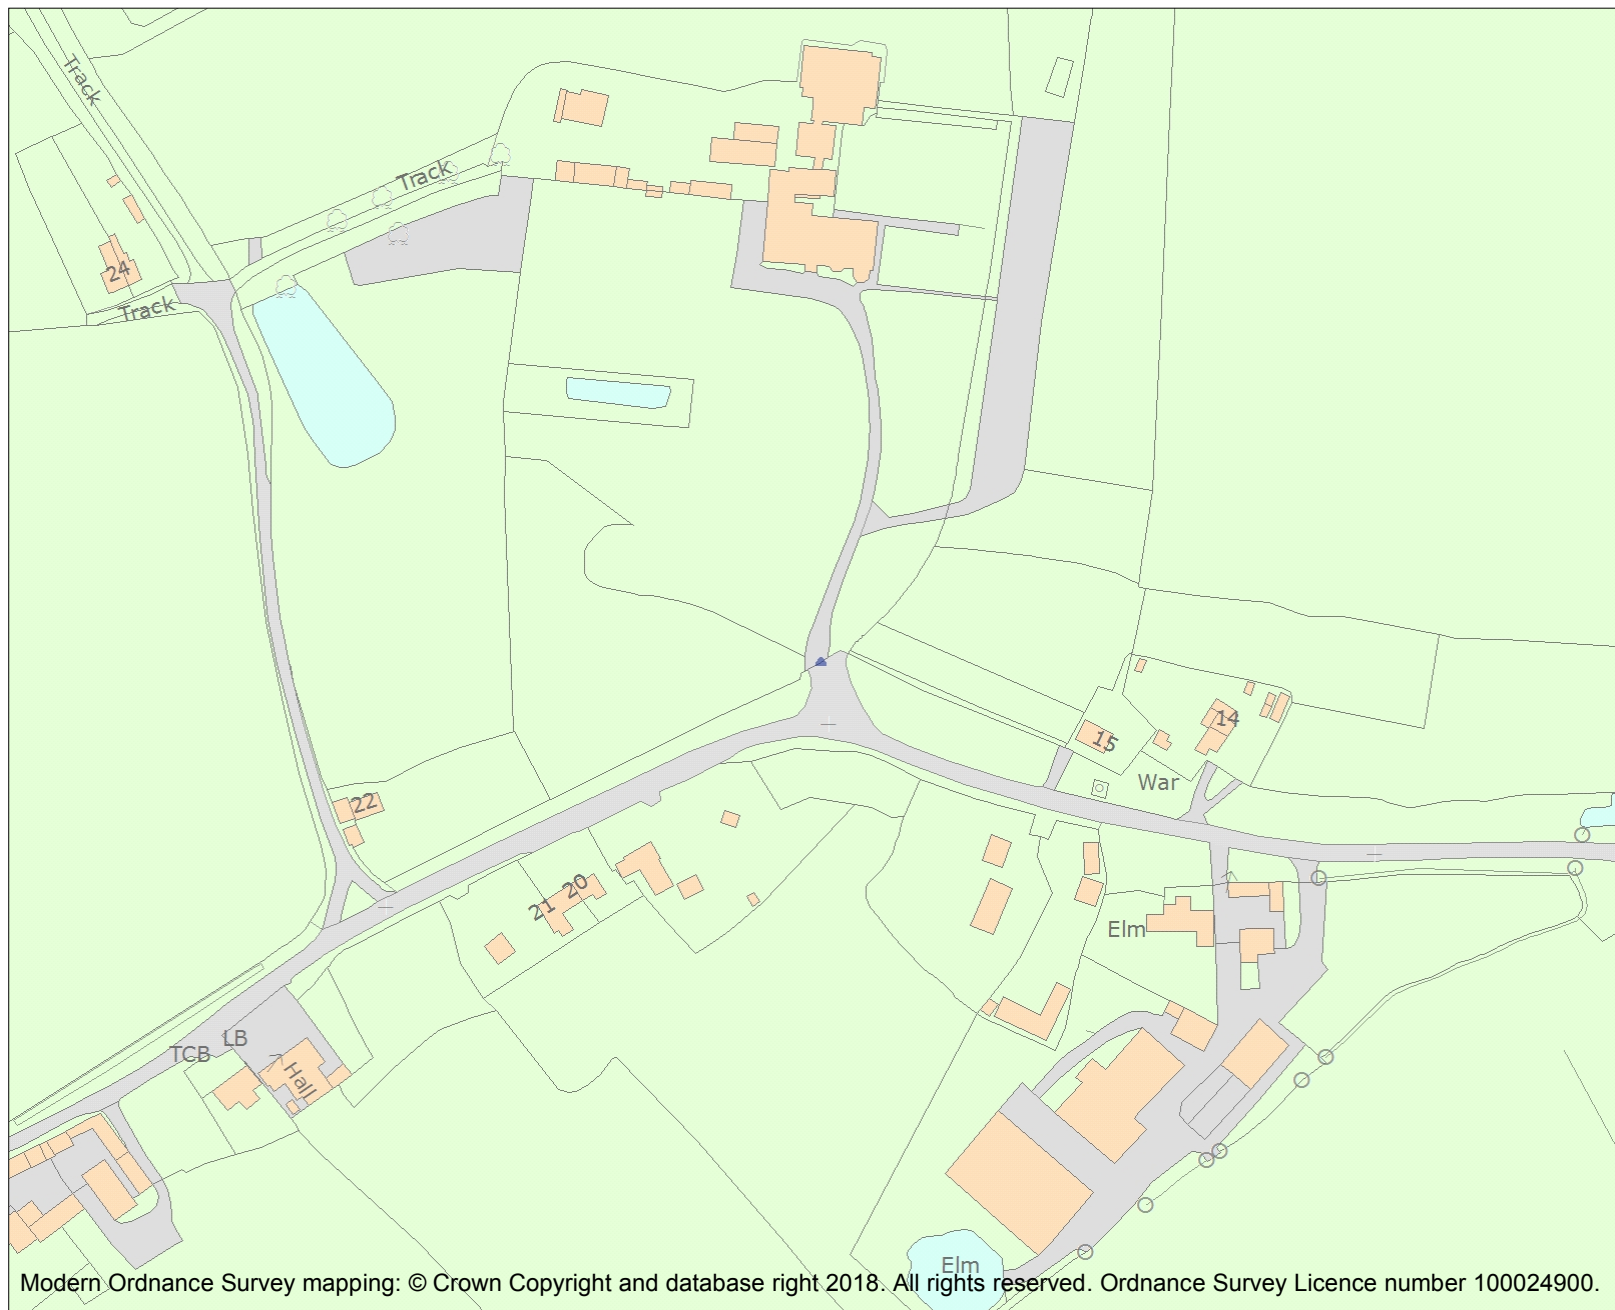 Track
Track
24
Track
15
14
War
22
20
21
Elm
LB
TCB
Hall
Elm
Modern Ordnance Survey mapping: © Crown Copyright and database right 2018. All rights reserved. Ordnance Survey Licence number 100024900.